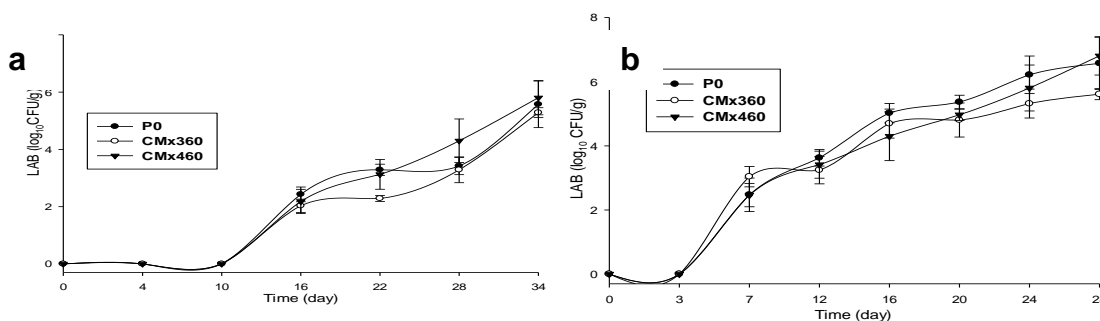 a
LAB (log10CFU/g)
6
4
2
0
P0
CMx360
CMx460
0 4 10 16 22 28 34
Time (day)
b
LAB (log10 CFU/g)
8
6
4
2
0
P0
CMx360
CMx460
0 3 7 12 16 20 24
Time (day)